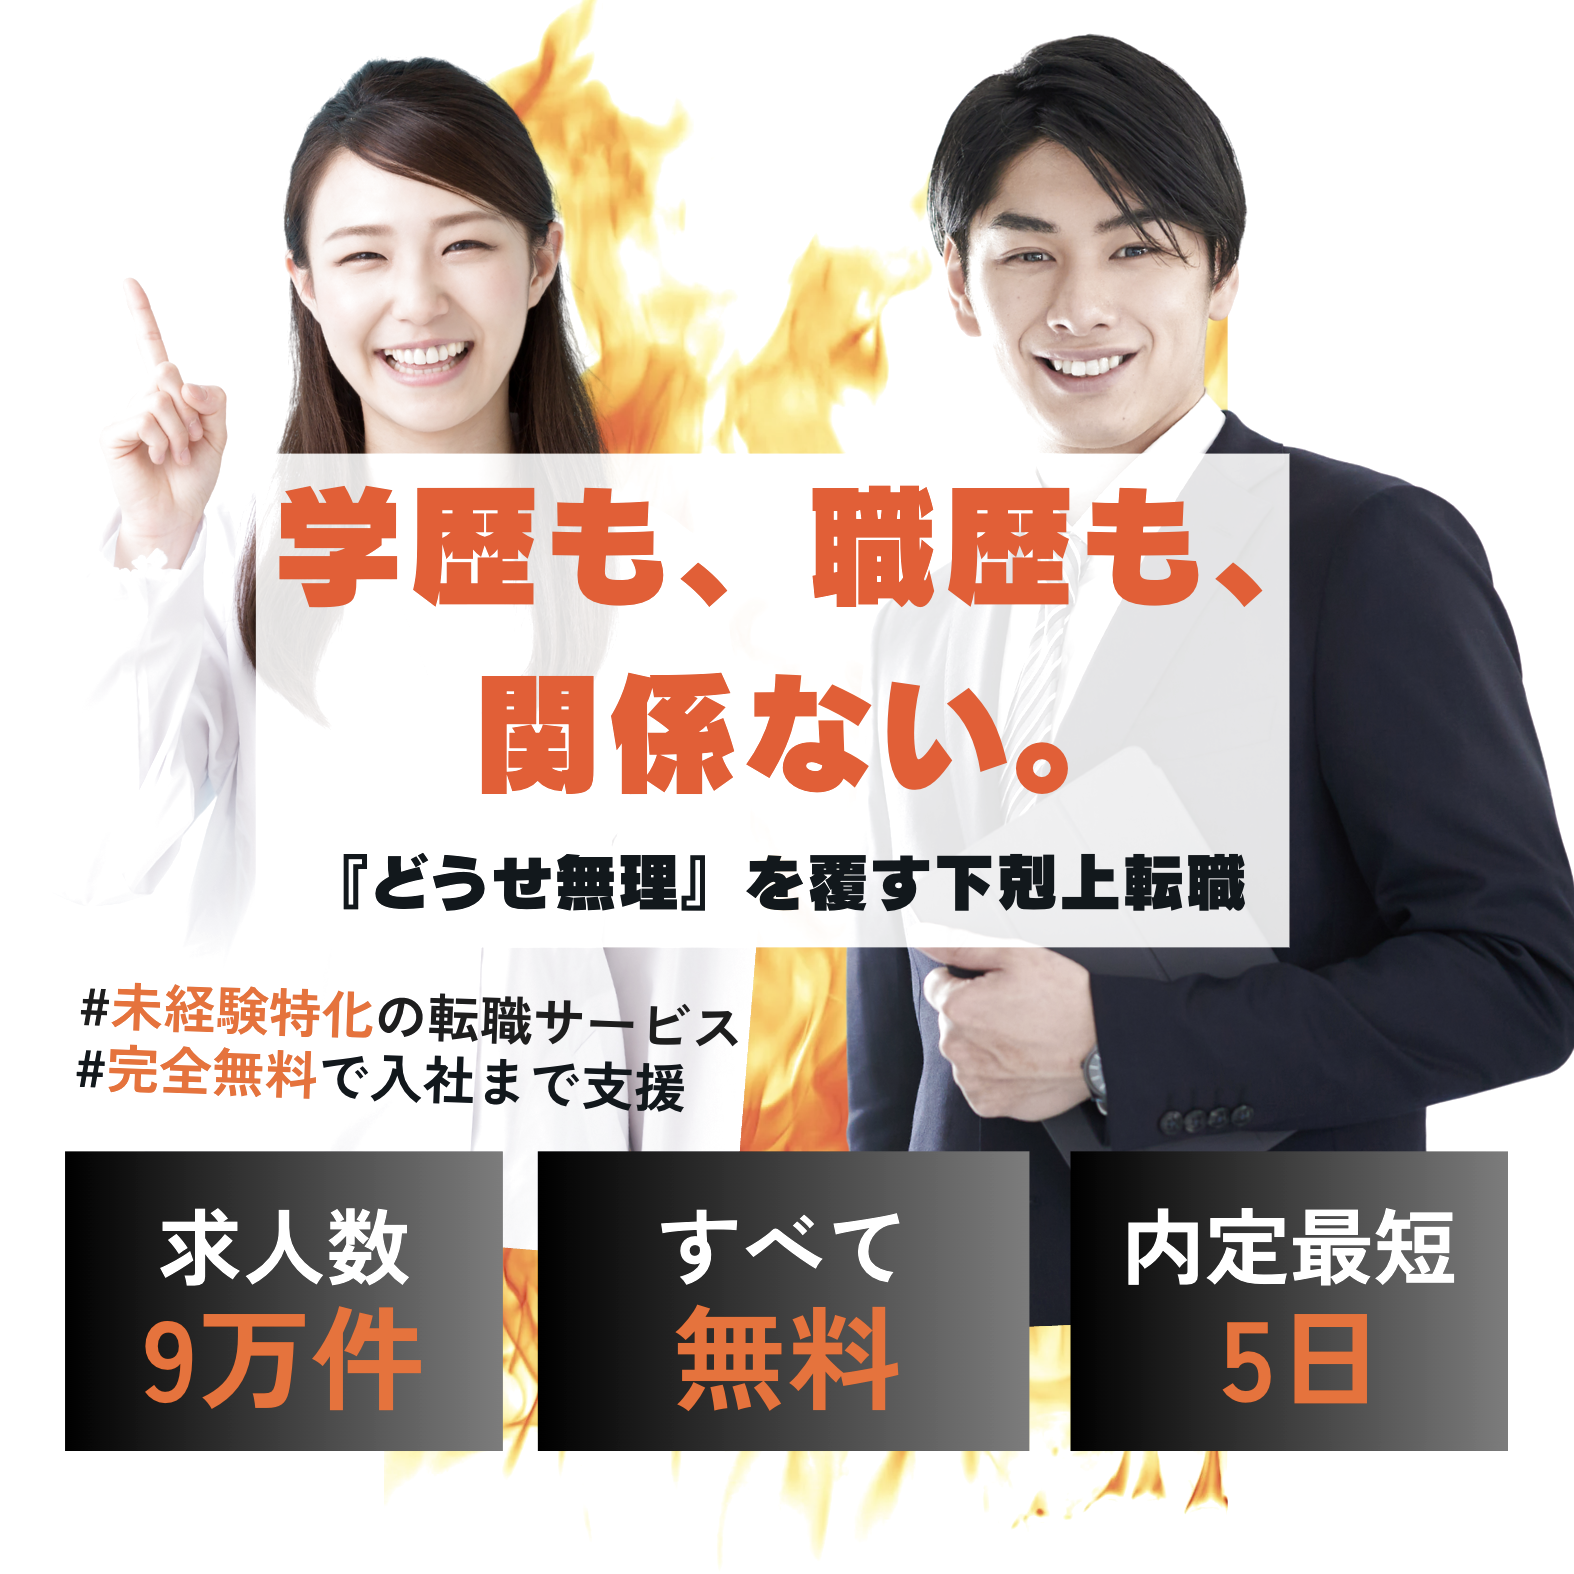 学歴も、職歴も、
関係ない。
『どうせ無理』を覆す下剋上転職
#未経験特化の転職サービス
#完全無料で入社まで支援
求人数
9万件
すべて
無料
内定最短
5日